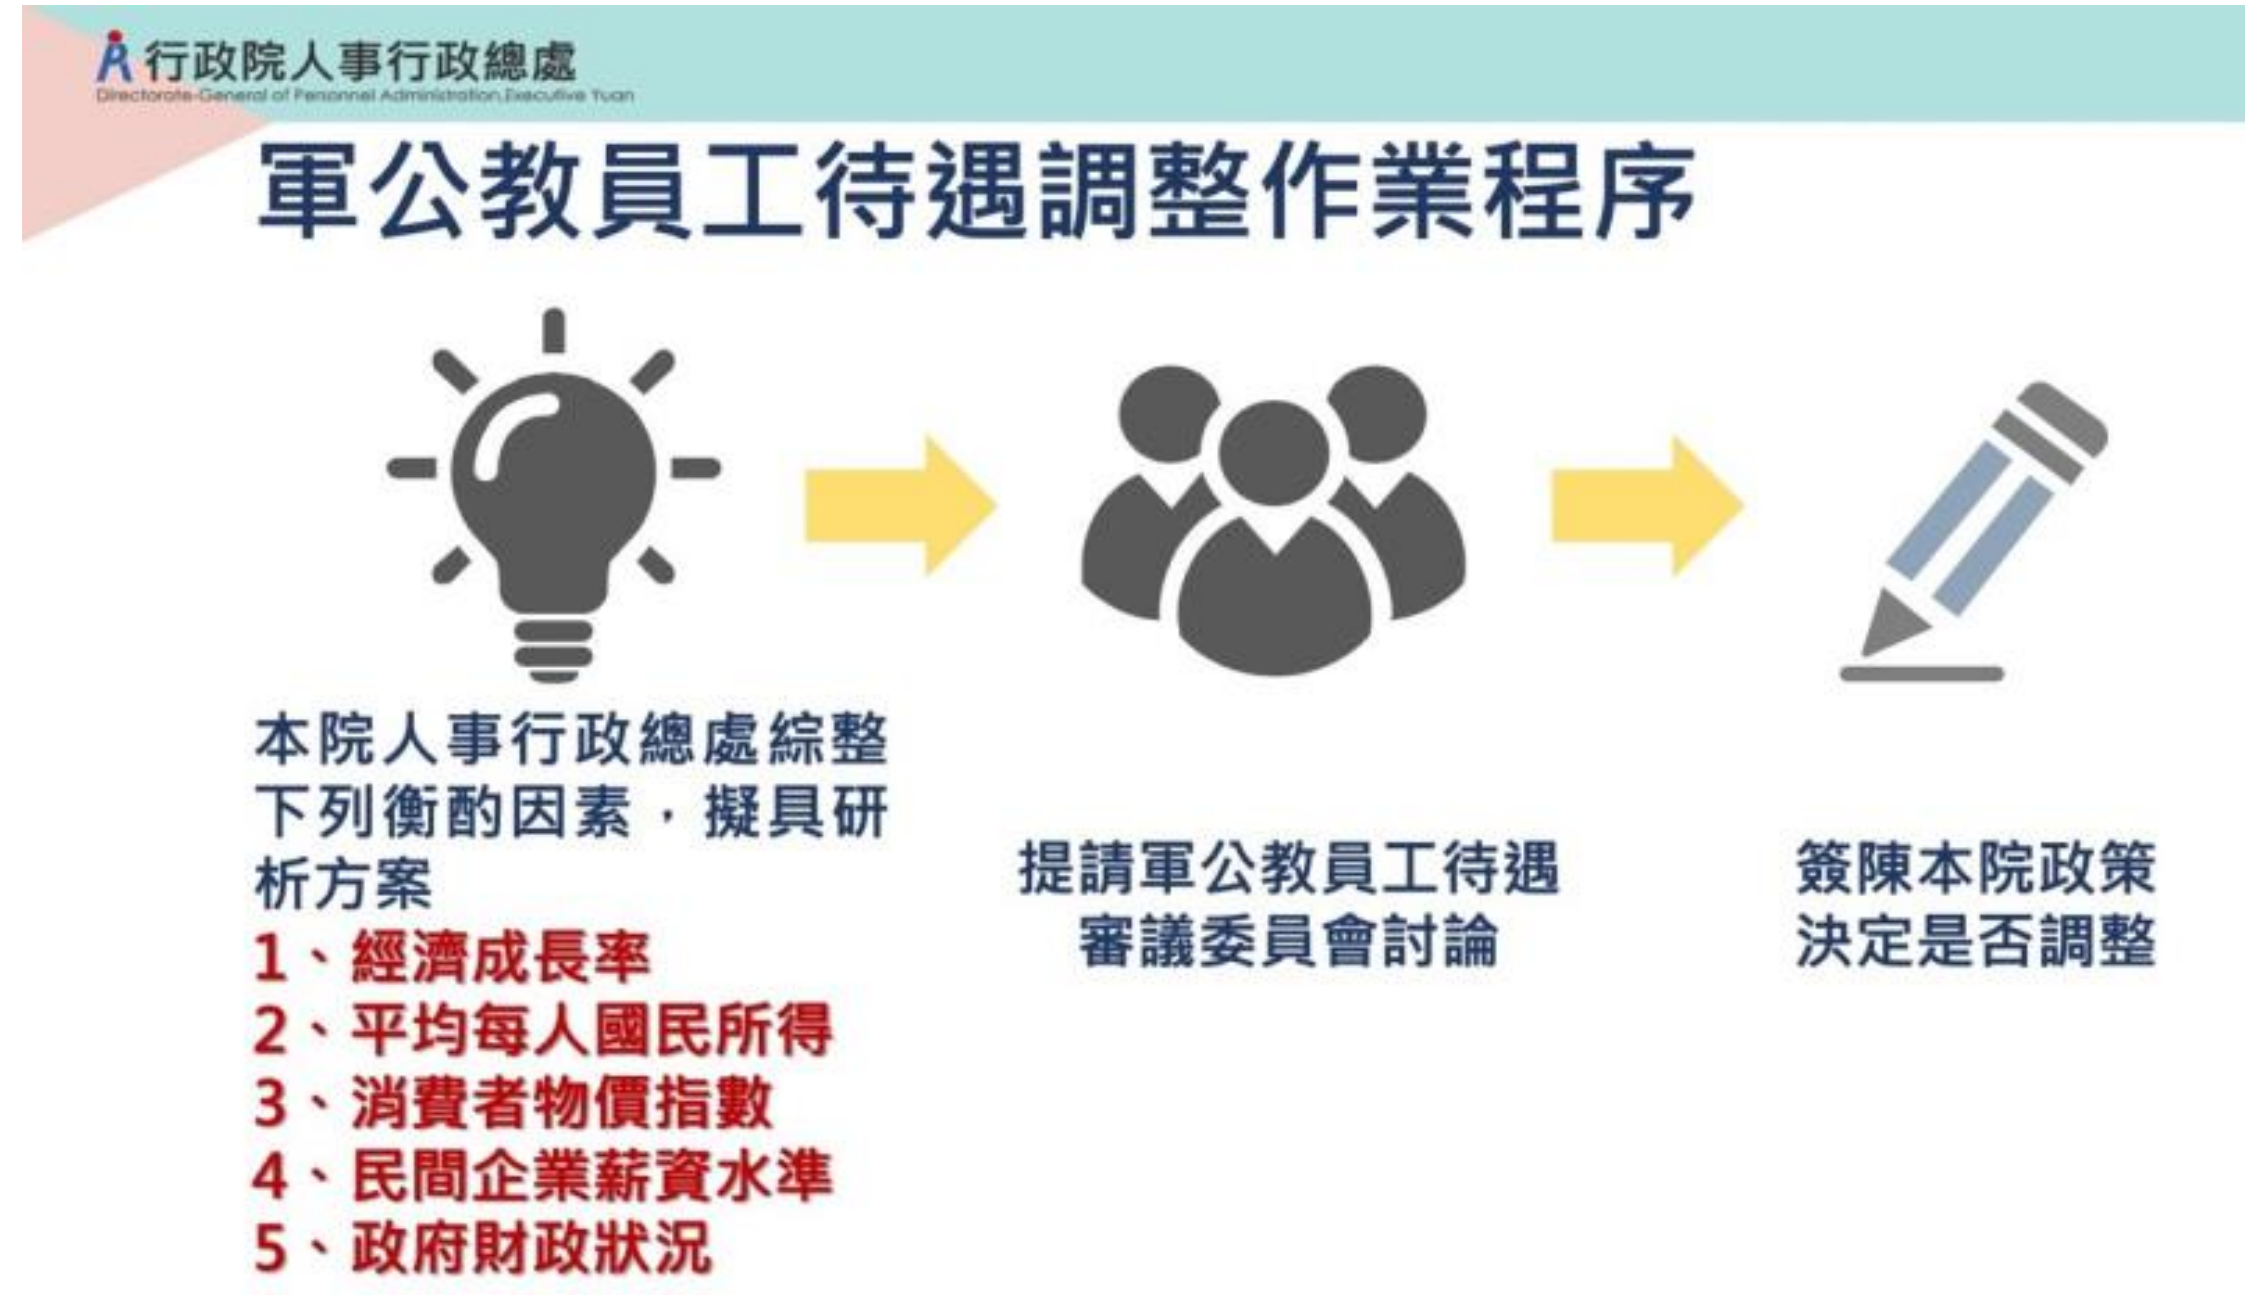 行政院人事行政總處
Directorate-General of Personnel Administration,Executive Yuan
軍公教員工待遇調整作業程序
本院人事行政總處綜整
下列衡酌因素，擬具研
析方案
1、經濟成長率
2、平均每人國民所得
3、消費者物價指數
4、民間企業薪資水準
5、政府財政狀況
提請軍公教員工待遇
審議委員會討論
簽陳本院政策
決定是否調整